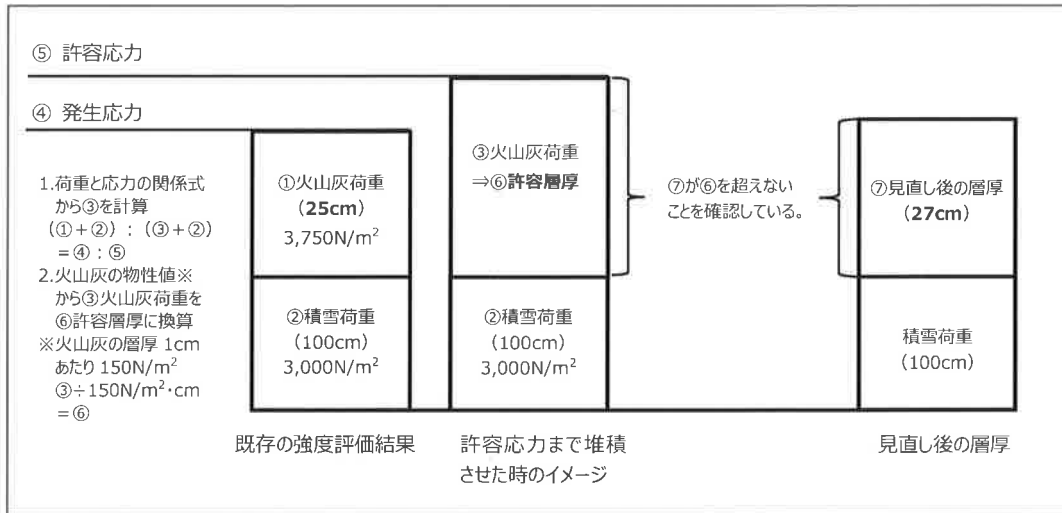 ⑤ 許容応力
④ 発生応力
1.荷重と応力の関係式
から③を計算
(①+②):(③+②)
=④:⑤
2.火山灰の物性値※
から③火山灰荷重を
⑥許容層厚に換算
※火山灰の層厚 1cm
あたり 150N/m²
③÷150N/m²・cm
=⑥
①火山灰荷重
(25cm)
3,750N/m²
②積雪荷重
(100cm)
3,000N/m²
既存の強度評価結果
③火山灰荷重
⇒⑥許容層厚
②積雪荷重
(100cm)
3,000N/m²
許容応力まで堆積
させた時のイメージ
⑦が⑥を超えない
ことを確認している。
⑦見直し後の層厚
(27cm)
積雪荷重
(100cm)
見直し後の層厚